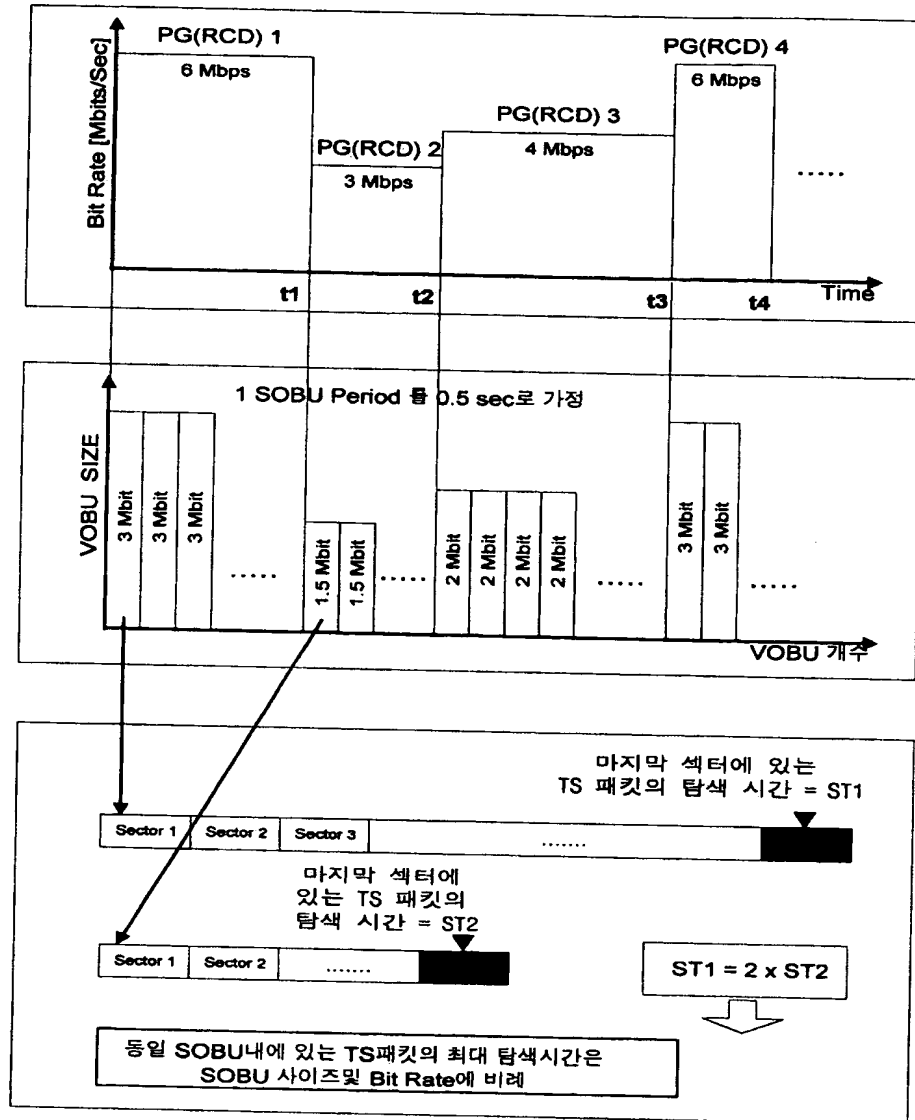 PG(RCD) 1
6 Mbps
PG(RCD) 2
3 Mbps
PG(RCD) 3
4 Mbps
PG(RCD) 4
6 Mbps
.....
Bit Rate [Mbits/Sec]
t1
t2
t3
t4
Time
1 SOBU Period 를 0.5 sec로 가정
VOBU SIZE
3 Mbit
3 Mbit
3 Mbit
.....
1.5 Mbit
1.5 Mbit
.....
2 Mbit
2 Mbit
2 Mbit
2 Mbit
.....
3 Mbit
3 Mbit
.....
VOBU 개수
마지막 섹터에 있는
TS 패킷의 탐색 시간 = ST1
Sector 1
Sector 2
Sector 3
.......
마지막 섹터에
있는 TS 패킷의
탐색 시간 = ST2
Sector 1
Sector 2
.......
ST1 = 2 x ST2
동일 SOBU내에 있는 TS패킷의 최대 탐색시간은
SOBU 사이즈및 Bit Rate에 비례